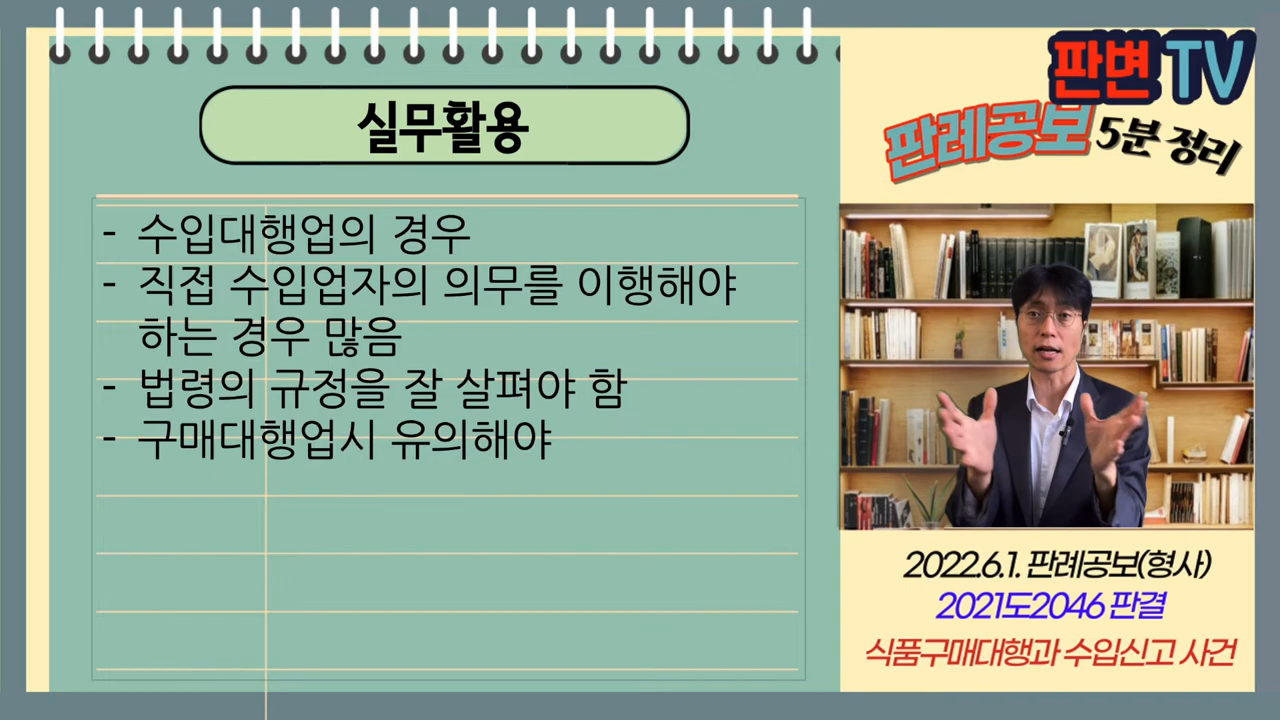 실무활용
- 수입대행업의 경우
- 직접 수입업자의 의무를 이행해야
하는 경우 많음
- 법령의 규정을 잘 살펴야 함
- 구매대행업시 유의해야
판변 TV
판례공보 5분 정리
2022.6.1. 판례공보(형사)
2021도2046 판결
식품구매대행과 수입신고 사건